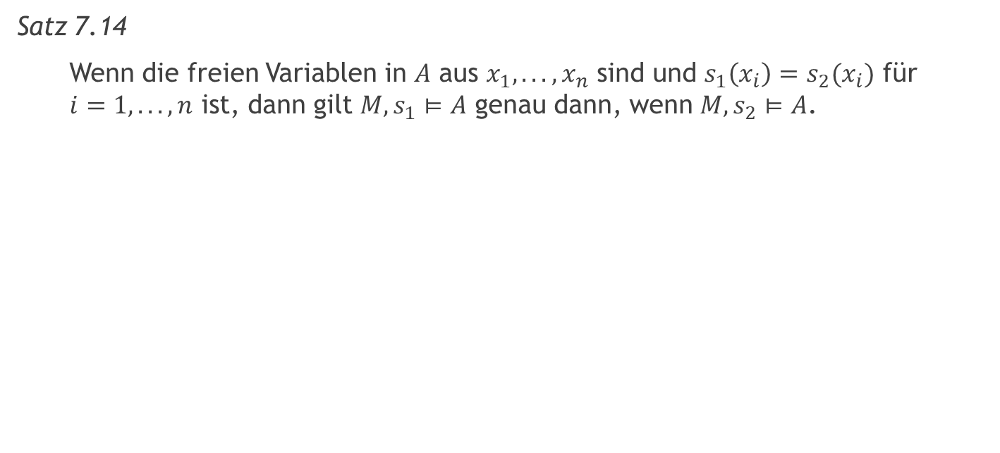 Satz 7.14
Wenn die freien Variablen in 𝐴 aus 𝑥₁,...,𝑥ₙ sind und 𝑠₁(𝑥ᵢ) = 𝑠₂(𝑥ᵢ) für
𝑖 = 1,...,𝑛 ist, dann gilt 𝑀,𝑠₁ ⊨ 𝐴 genau dann, wenn 𝑀,𝑠₂ ⊨ 𝐴.